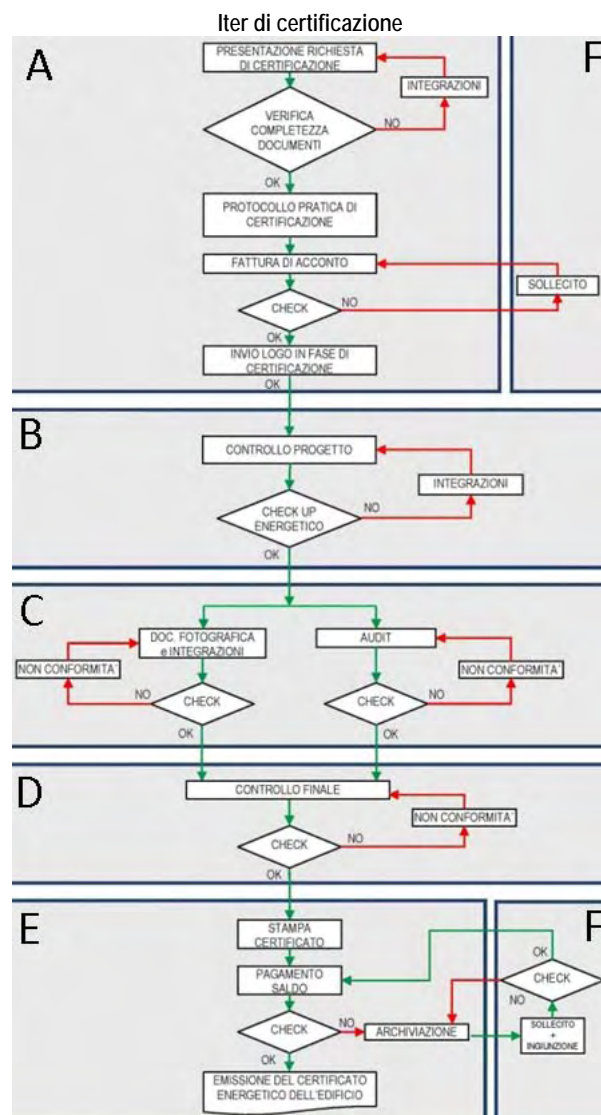 Iter di certificazione
A
F
PRESENTAZIONE RICHIESTA
DI CERTIFICAZIONE
INTEGRAZIONI
VERIFICA
COMPLETEZZA
DOCUMENTI
NO
OK
PROTOCOLLO PRATICA DI
CERTIFICAZIONE
FATTURA DI ACCONTO
SOLLECITO
CHECK
NO
OK
INVIO LOGO IN FASE DI
CERTIFICAZIONE
OK
B
CONTROLLO PROGETTO
INTEGRAZIONI
CHECK UP
ENERGETICO
NO
OK
C
DOC. FOTOGRAFICA
e INTEGRAZIONI
AUDIT
NON CONFORMITA'
NON CONFORMITA'
NO
CHECK
CHECK
NO
OK
OK
D
CONTROLLO FINALE
NON CONFORMITA'
CHECK
NO
OK
E
F
STAMPA
CERTIFICATO
OK
PAGAMENTO
SALDO
CHECK
NO
CHECK
NO
ARCHIVIAZIONE
SOLLECITO
+
INGIUNZIONE
OK
EMISSIONE DEL CERTIFICATO
ENERGETICO DELL'EDIFICIO